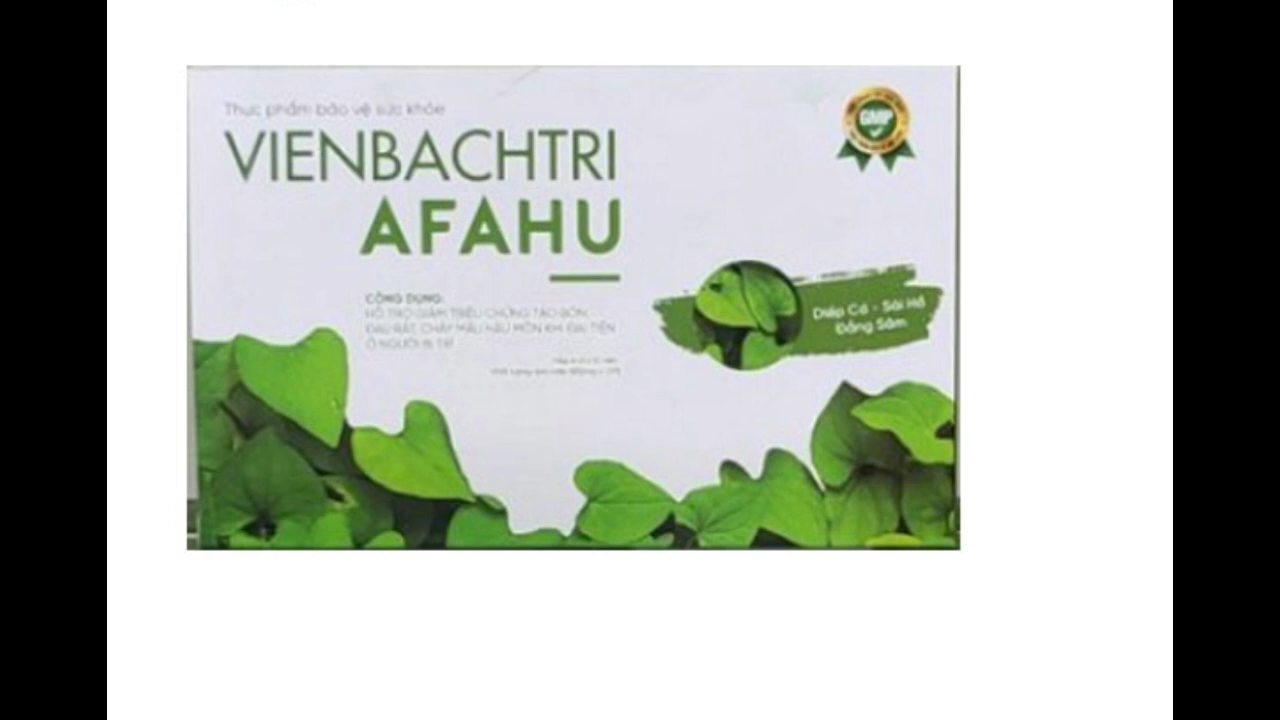 Thực phẩm bảo vệ sức khỏe
VIENBACHTRI
AFAHU
CÔNG DỤNG:
HỖ TRỢ GIẢM TRIỆU CHỨNG TÁO BÓN,
ĐAU RÁT, CHẢY MÁU HẬU MÔN KHI ĐẠI TIỆN
Ở NGƯỜI BỊ TRĨ
GMP
Diếp Cá - Sài Hồ
Đẳng Sâm